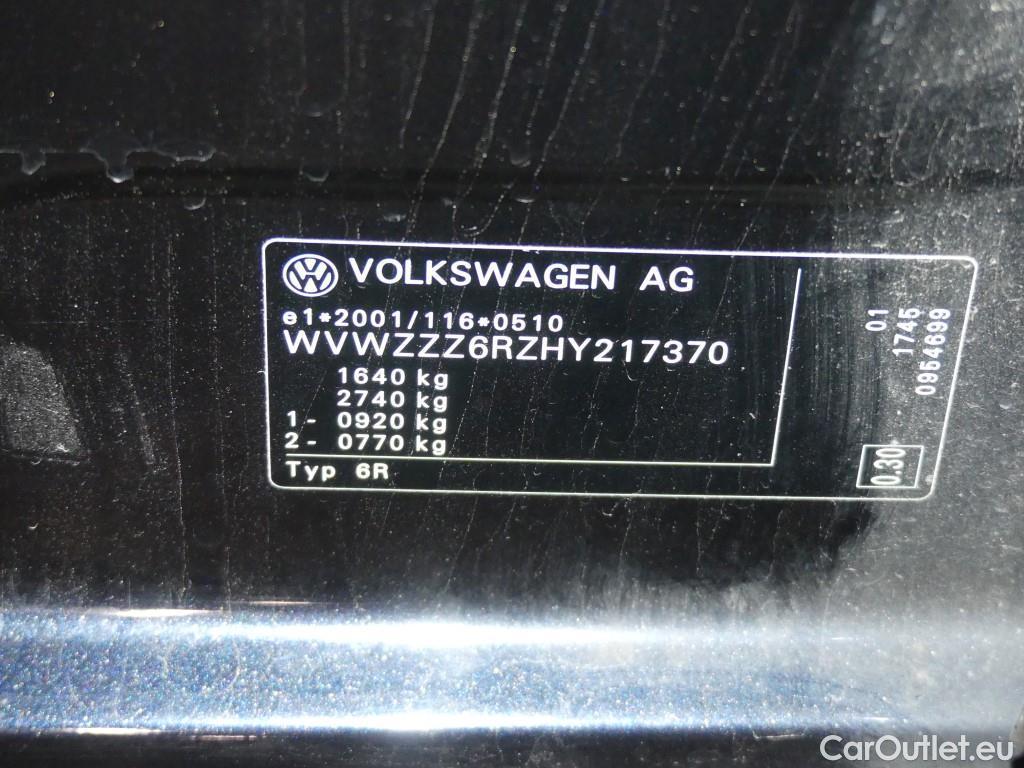 VOLKSWAGEN AG
e1*2001/116*0510
WVWZZZ6RZHY217370
1640 kg
2740 kg
1- 0920 kg
2- 0770 kg
Typ 6R
01
1745
0954699
0.30
CarOutlet.eu